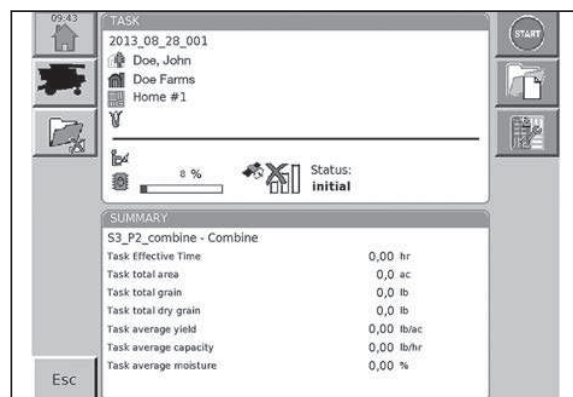 09:43
TASK
2013_08_28_001
Doe, John
Doe Farms
Home #1
8 %
Status:
initial
START
SUMMARY
S3_P2_combine - Combine
Task Effective Time 0,00 hr
Task total area 0,0 ac
Task total grain 0,0 lb
Task total dry grain 0,0 lb
Task average yield 0,00 lb/ac
Task average capacity 0,00 lb/hr
Task average moisture 0,00 %
Esc